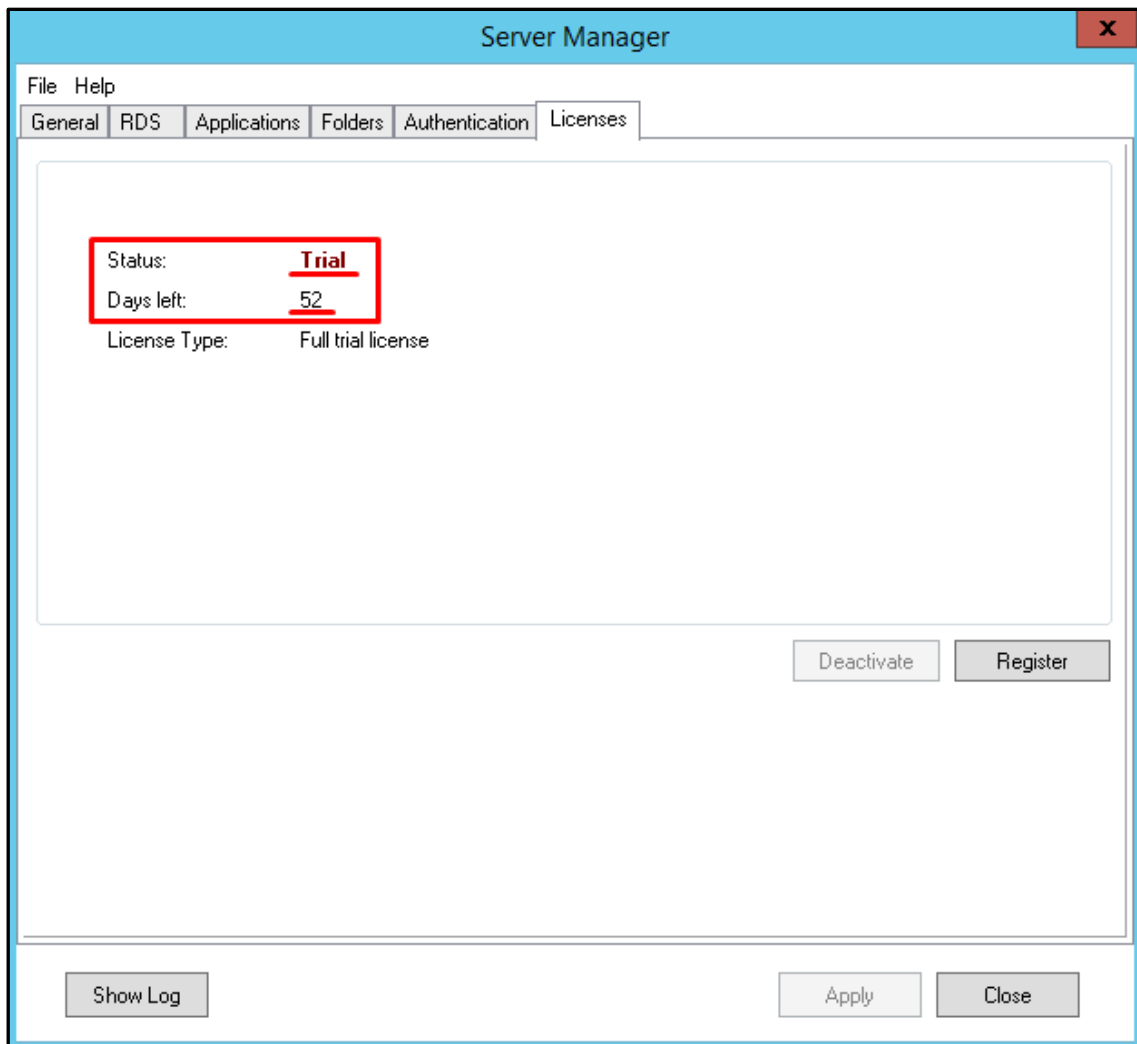 Server Manager
x
File Help
General RDS Applications Folders Authentication Licenses
Status: Trial
Days left: 52
License Type: Full trial license
Deactivate Register
Show Log Apply Close